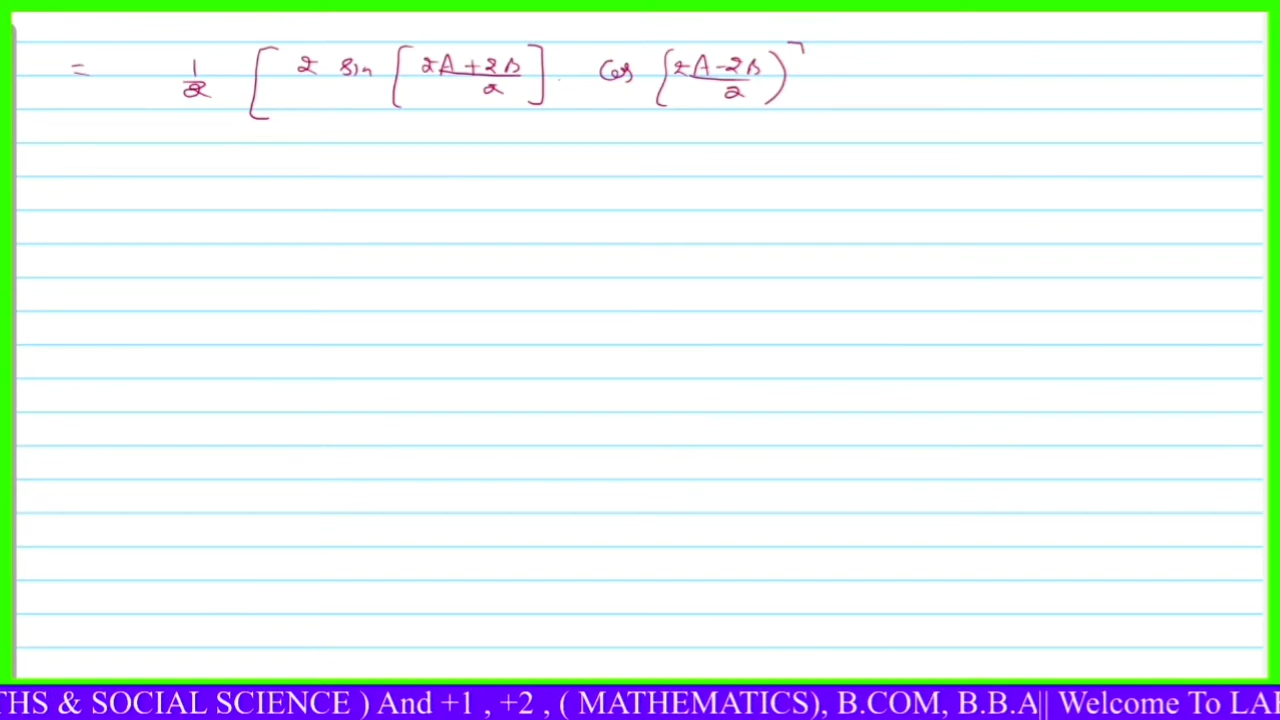 = 1/2 [ 2 sin [ (2A + 2B)/2 ] . Cos ( (2A - 2B)/2 ) ]
THS & SOCIAL SCIENCE ) And +1 , +2 , ( MATHEMATICS), B.COM, B.B.A|| Welcome To LAI